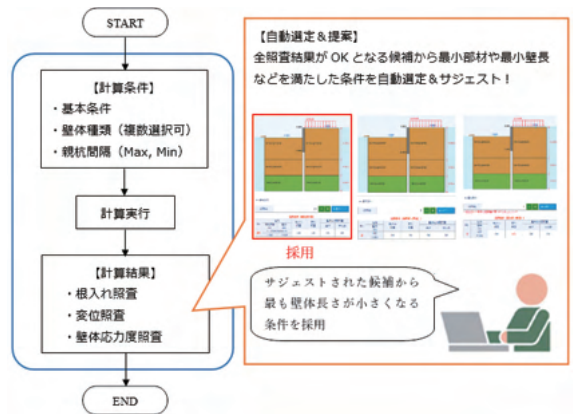 START
【計算条件】
・基本条件
・壁体種類（複数選択可）
・親杭間隔（Max, Min）
計算実行
【計算結果】
・根入れ照査
・変位照査
・壁体応力度照査
END
【自動選定＆提案】
全照査結果が OK となる候補から最小部材や最小壁長
などを満たした条件を自動選定＆サジェスト！
採用
サジェストされた候補から
最も壁体長さが小さくなる
条件を採用